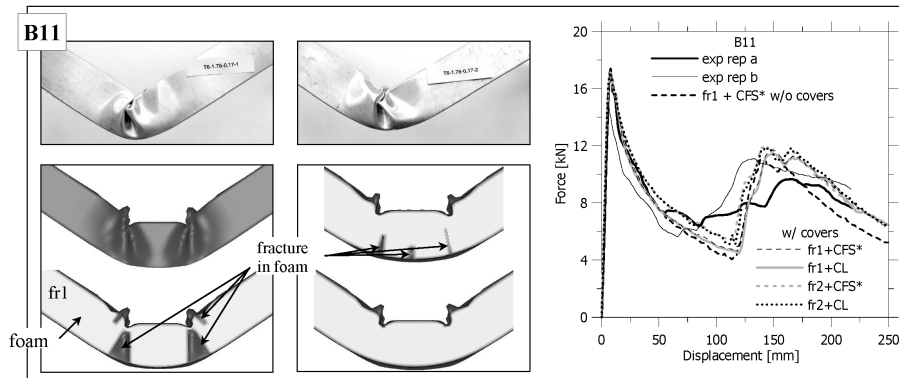 B11
T6-1.76-0.17-1
T6-1.76-0.17-2
fracture
in foam
fr1
foam
20
16
12
8
4
0
Force [kN]
B11
exp rep a
exp rep b
fr1 + CFS* w/o covers
w/ covers
fr1+CFS*
fr1+CL
fr2+CFS*
fr2+CL
0 50 100 150 200 250
Displacement [mm]